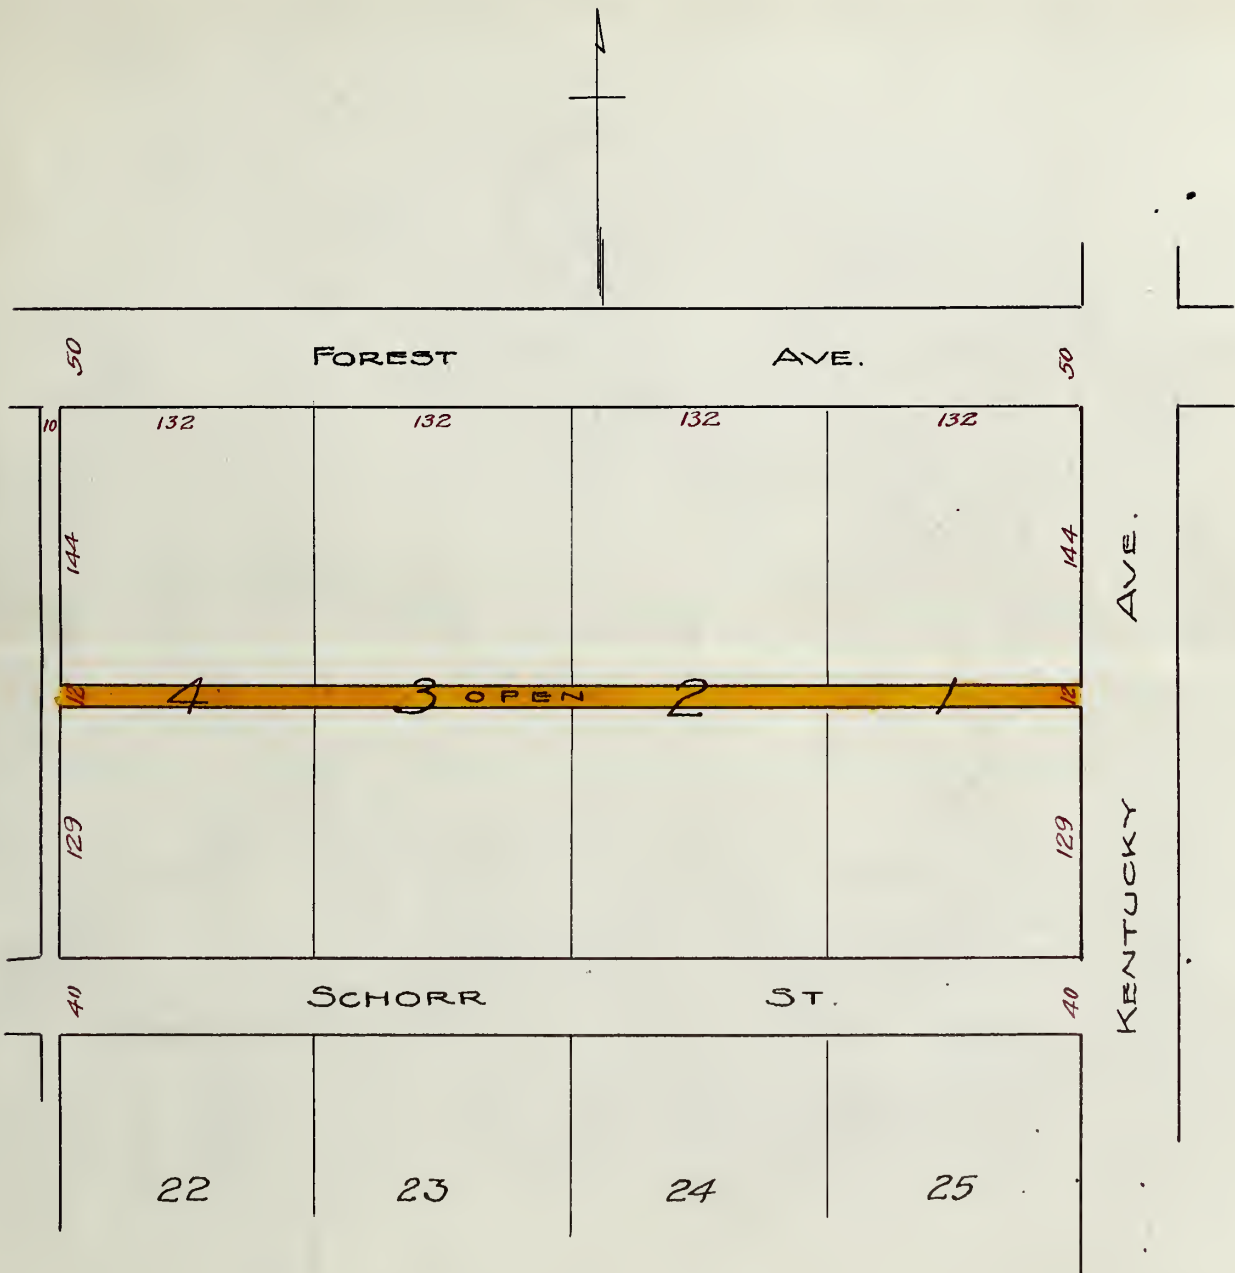 50 FOREST AVE. 50
10 132 132 132 132
144 144
AVE.
12 4 3 OPEN 2 1 12
129 129
KENTUCKY
40 SCHORR ST. 40
22 23 24 25